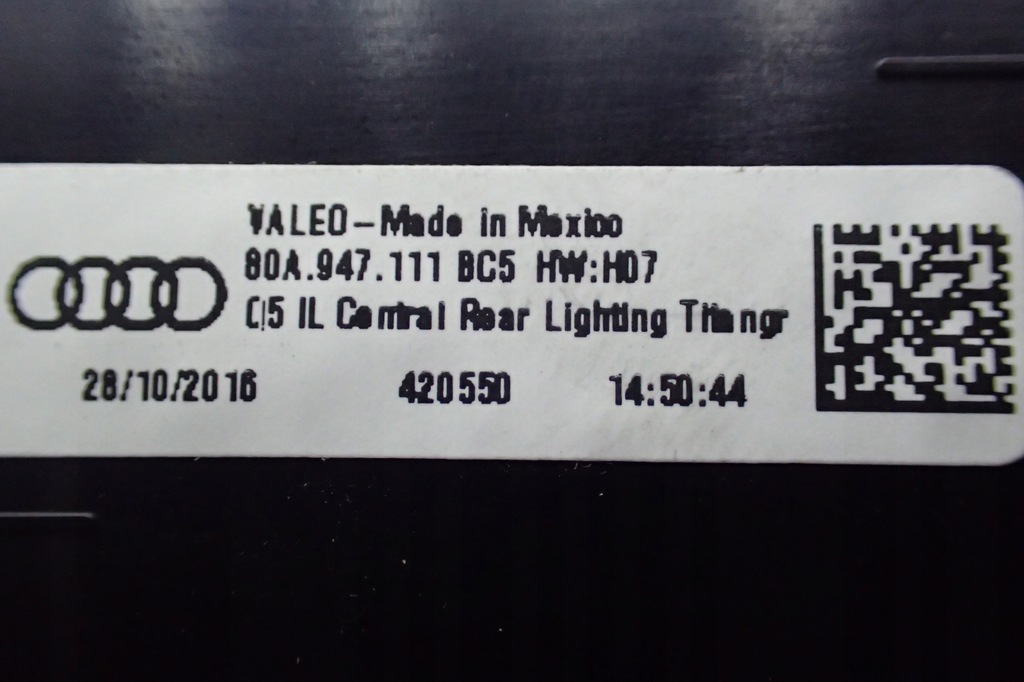 VALEO-Made in Mexico
80A.947.111 BC5 HW:H07
Q5 IL Central Rear Lighting
28/10/2016 420550 14:50:44